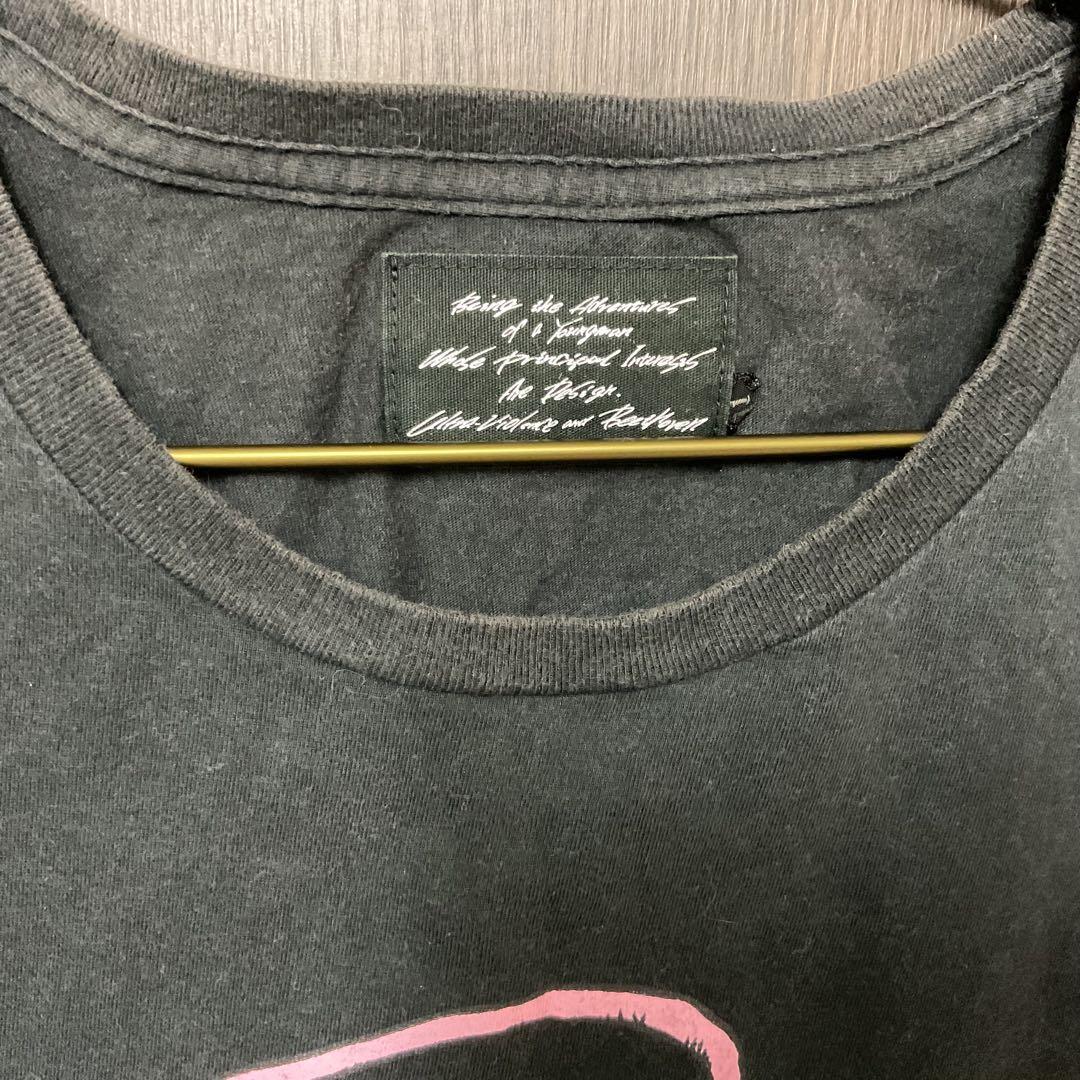 Being the Adventures
of a Youngman
Whose Principal Interests
Are Design.
Ultra-Violence and Beethoven